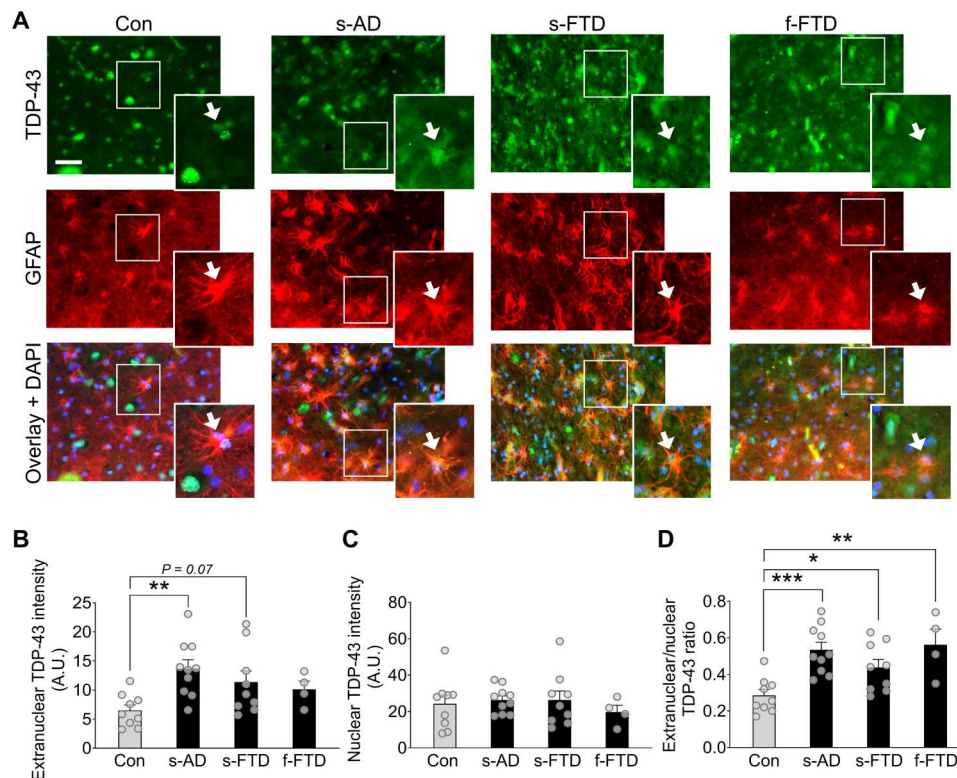 A
Con
s-AD
s-FTD
f-FTD
TDP-43
GFAP
Overlay + DAPI
B
Extranuclear TDP-43 intensity
(A.U.)
25
20
15
10
5
0
P = 0.07
**
Con
s-AD
s-FTD
f-FTD
C
Nuclear TDP-43 intensity
(A.U.)
80
60
40
20
0
Con
s-AD
s-FTD
f-FTD
D
Extranuclear/nuclear
TDP-43 ratio
0.8
0.6
0.4
0.2
0.0
**
*
***
Con
s-AD
s-FTD
f-FTD